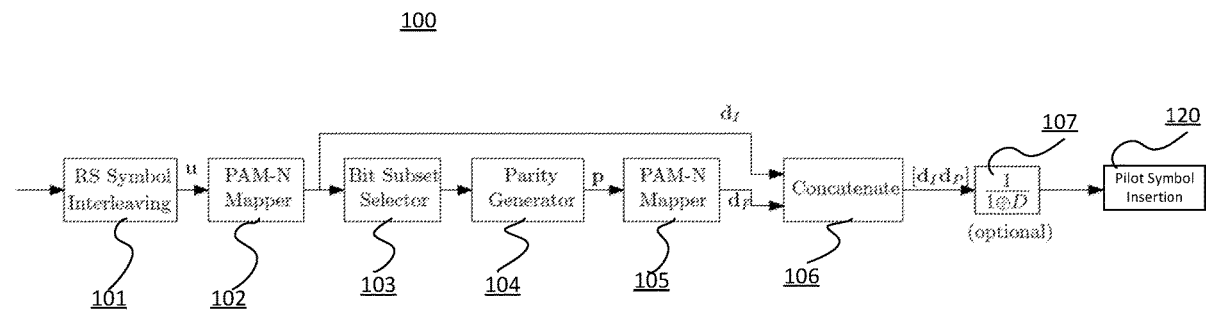 100
RS Symbol
Interleaving
101
u
PAM-N
Mapper
102
Bit Subset
Selector
103
Parity
Generator
104
p
PAM-N
Mapper
105
d_I
d_P
Concatenate
106
[d_I d_P]
107
1
1⊕D
(optional)
120
Pilot Symbol
Insertion